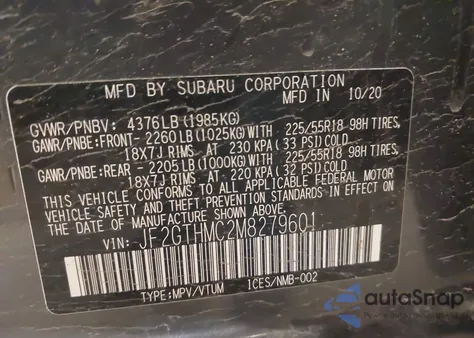 MFD BY SUBARU CORPORATION
MFD IN 10/20
GVWR/PNBV: 4376LB(1985KG)
GAWR/PNBE:FRONT-2260LB(1025KG)WITH 225/55R18 98H TIRES,
18X7J RIMS AT 230 KPA(33 PSI)COLD
GAWR/PNBE:REAR -2205LB(1000KG)WITH 225/55R18 98H TIRES,
18X7J RIMS AT 220 KPA(32 PSI)COLD
THIS VEHICLE CONFORMS TO ALL APPLICABLE FEDERAL MOTOR
VEHICLE SAFETY AND THEFT PREVENTION STANDARDS IN EFFECT ON
THE DATE OF MANUFACTURE SHOWN ABOVE.
VIN: JF2GTHMC2M8279601
TYPE:MPV/VTUM ICES/NMB-002
autoSnap